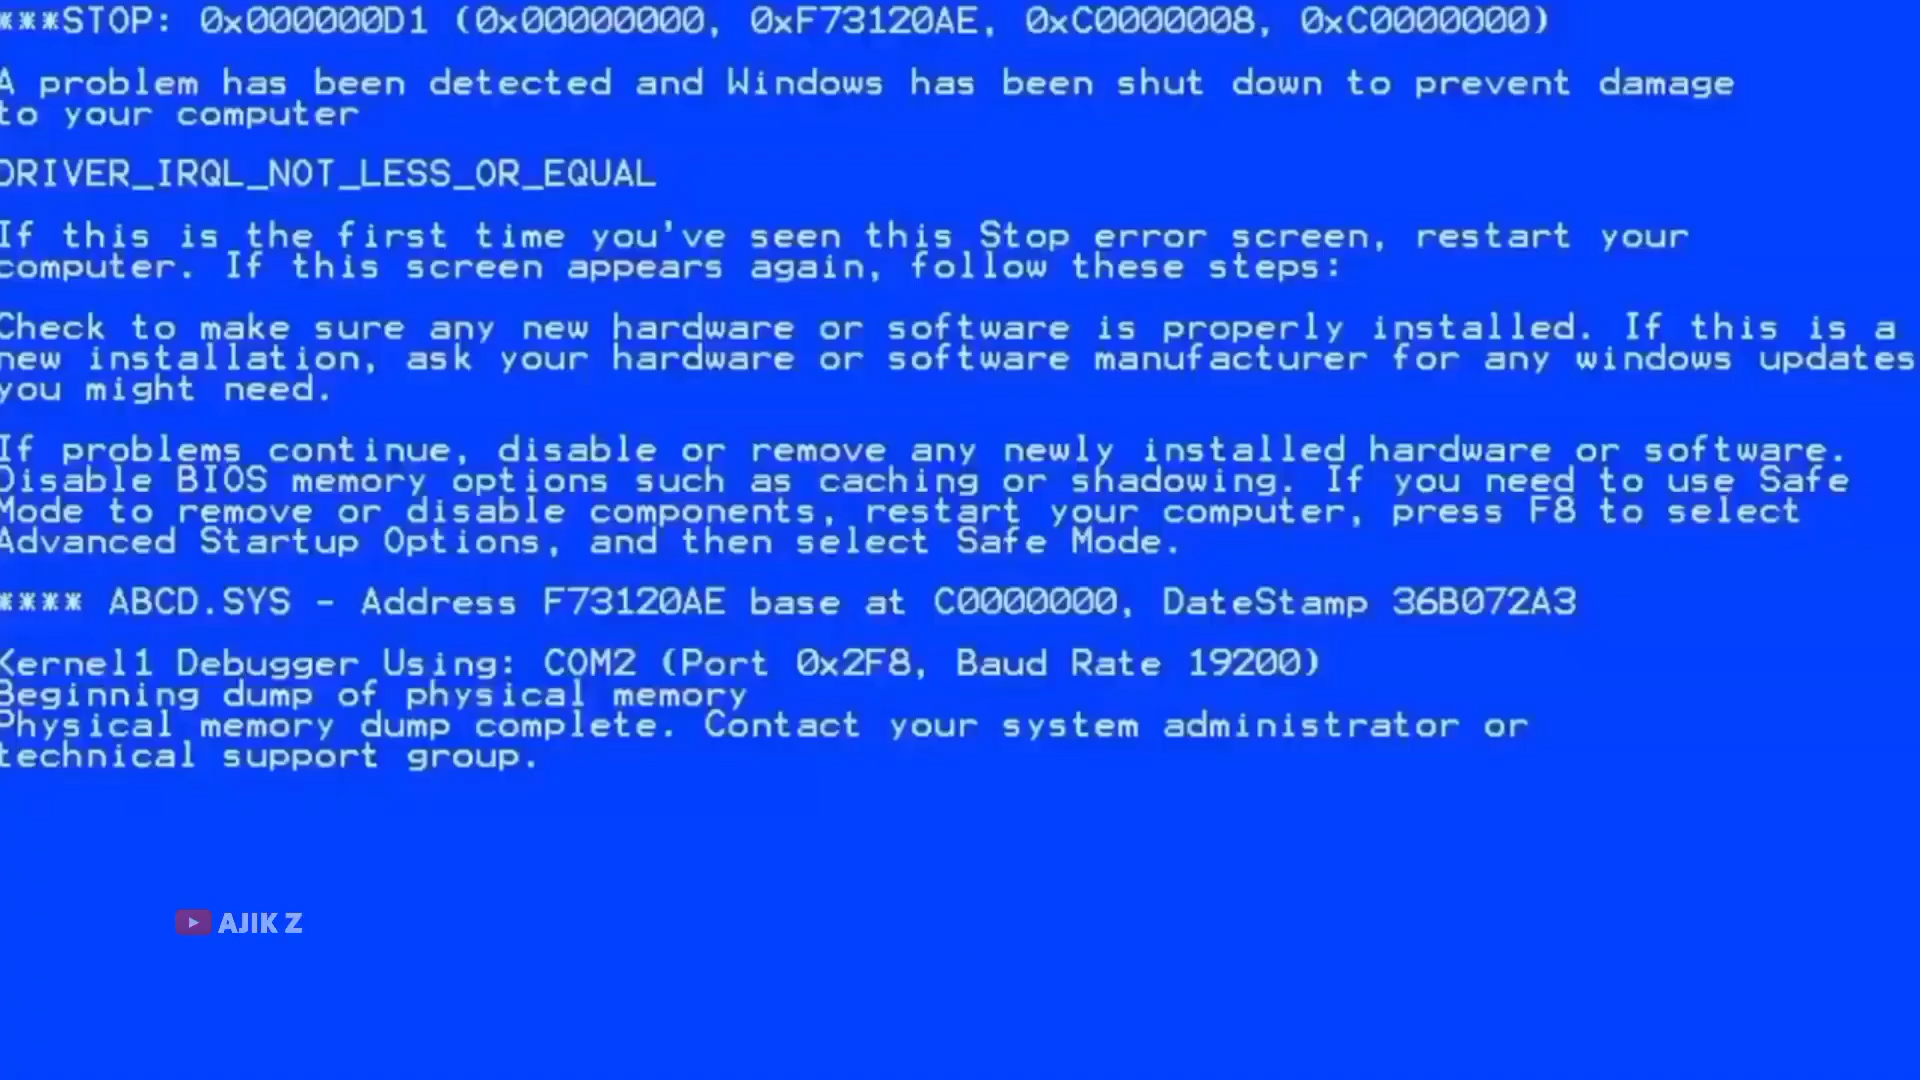 ***STOP: 0x000000D1 (0x00000000, 0xF73120AE, 0xC0000008, 0xC0000000)
A problem has been detected and Windows has been shut down to prevent damage
to your computer
DRIVER_IRQL_NOT_LESS_OR_EQUAL
If this is the first time you've seen this Stop error screen, restart your
computer. If this screen appears again, follow these steps:
Check to make sure any new hardware or software is properly installed. If this is a
new installation, ask your hardware or software manufacturer for any windows updates
you might need.
If problems continue, disable or remove any newly installed hardware or software.
Disable BIOS memory options such as caching or shadowing. If you need to use Safe
Mode to remove or disable components, restart your computer, press F8 to select
Advanced Startup Options, and then select Safe Mode.
**** ABCD.SYS - Address F73120AE base at C0000000, DateStamp 36B072A3
Kernel1 Debugger Using: COM2 (Port 0x2F8, Baud Rate 19200)
Beginning dump of physical memory
Physical memory dump complete. Contact your system administrator or
technical support group.
AJIK Z